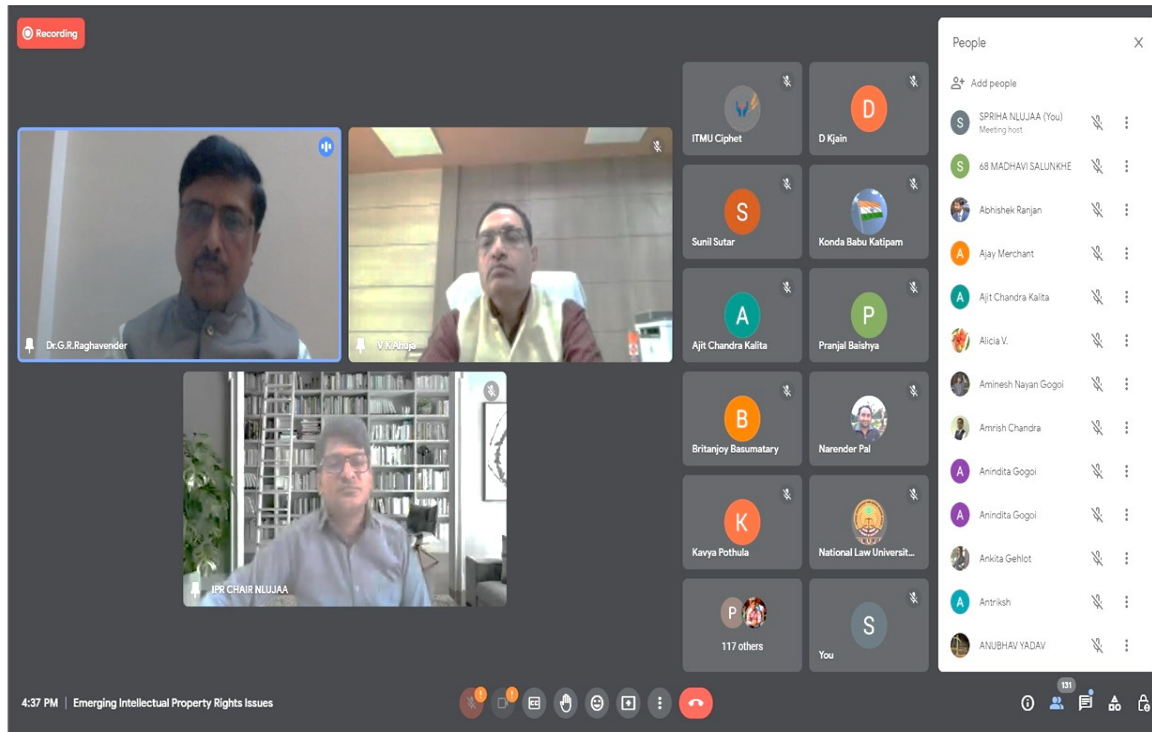 Recording
Dr.G.R.Raghavender
V K Ahuja
IPR CHAIR NLUJAA
ITMU Ciphet
D
D Kjain
S
Sunil Sutar
Konda Babu Katipam
A
Ajit Chandra Kalita
P
Pranjal Baishya
B
Britanjoy Basumatary
Narender Pal
K
Kavya Pothula
National Law Universit...
P
117 others
S
You
People
Add people
S
SPRIHA NLUJAA (You)
Meeting host
S
68 MADHAVI SALUNKHE
Abhishek Ranjan
A
Ajay Merchant
A
Ajit Chandra Kalita
Alicia V.
Aminesh Nayan Gogoi
Amrish Chandra
A
Anindita Gogoi
A
Anindita Gogoi
Ankita Gehlot
A
Antriksh
ANUBHAV YADAV
4:37 PM | Emerging Intellectual Property Rights Issues
131